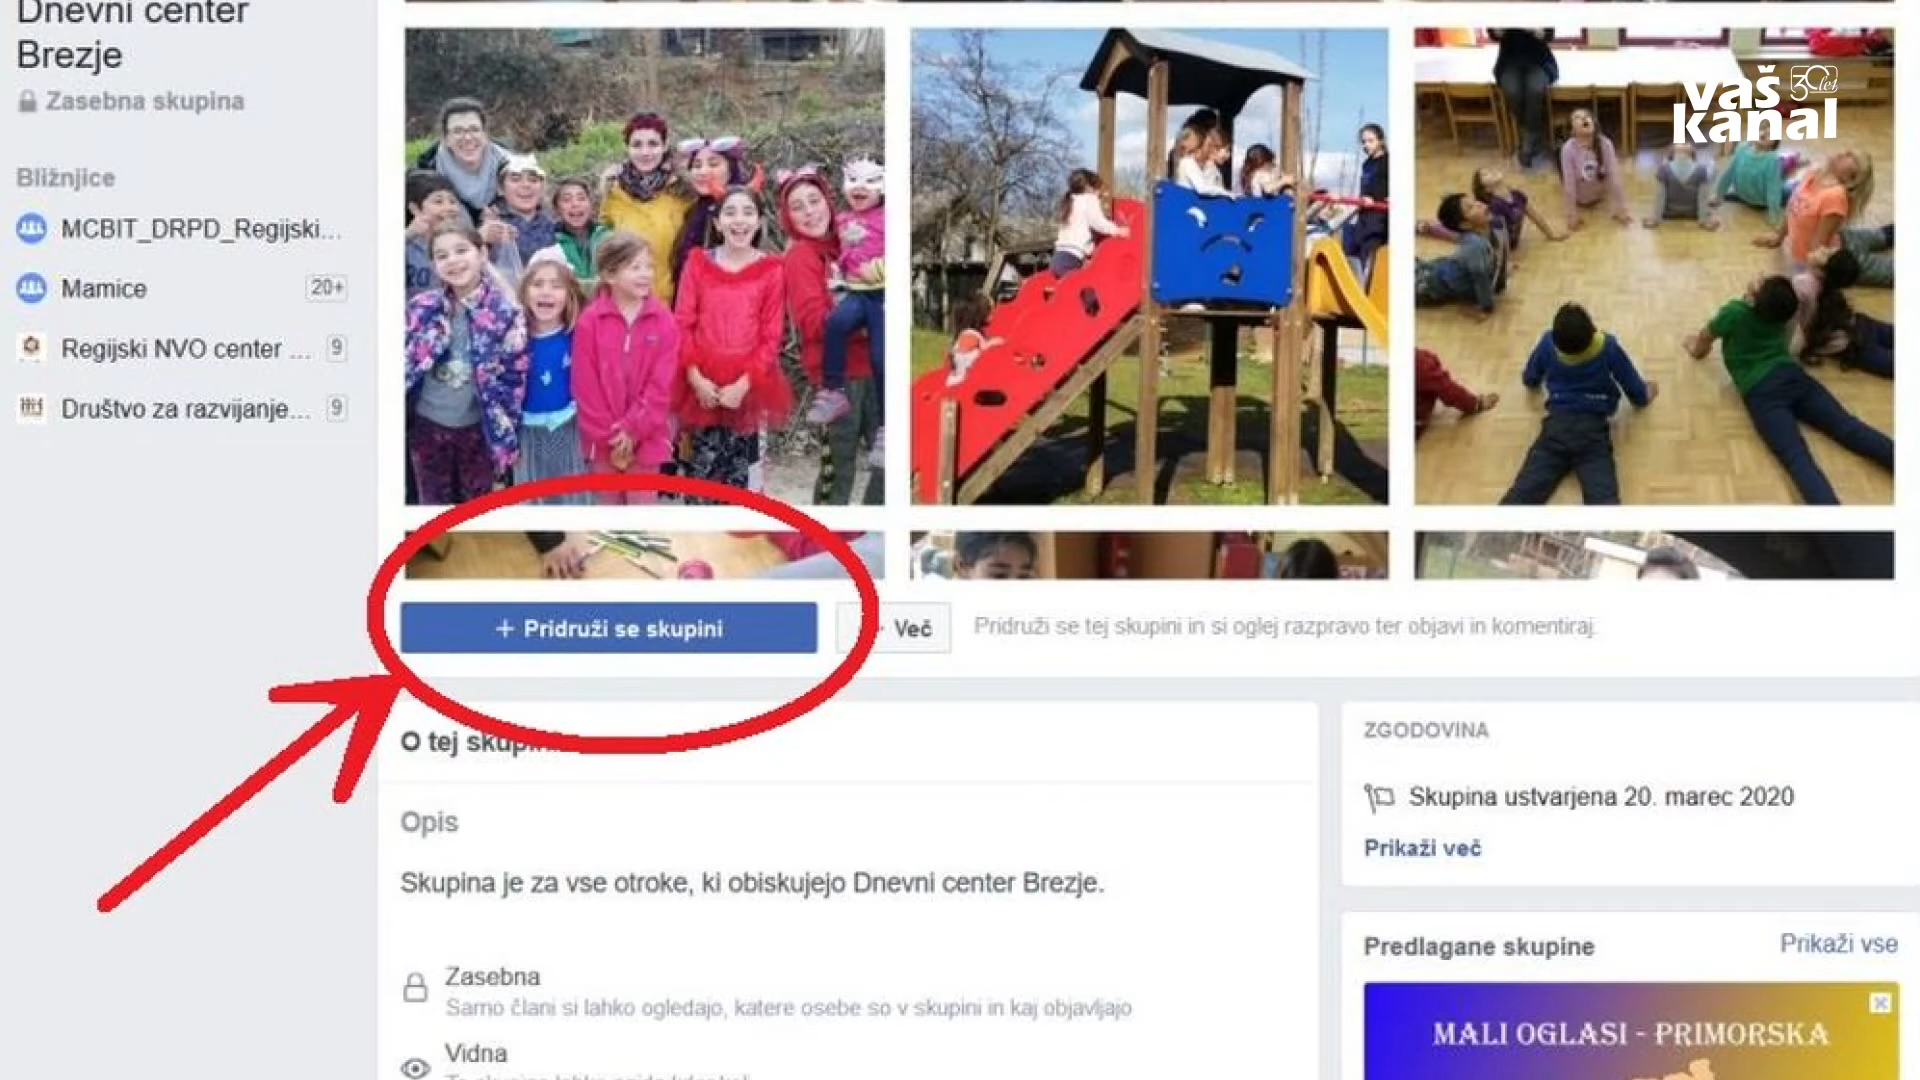 Dnevni center
Brezje
Zasebna skupina
Bližnjice
MCBIT_DRPD_Regijski...
Mamice 20+
Regijski NVO center ... 9
Društvo za razvijanje... 9
vaš 30let
kanal
+ Pridruži se skupini
Več
Pridruži se tej skupini in si oglej razpravo ter objavi in komentiraj.
O tej skupini
Opis
Skupina je za vse otroke, ki obiskujejo Dnevni center Brezje.
Zasebna
Samo člani si lahko ogledajo, katere osebe so v skupini in kaj objavljajo
Vidna
ZGODOVINA
Skupina ustvarjena 20. marec 2020
Prikaži več
Predlagane skupine
Prikaži vse
MALI OGLASI - PRIMORSKA